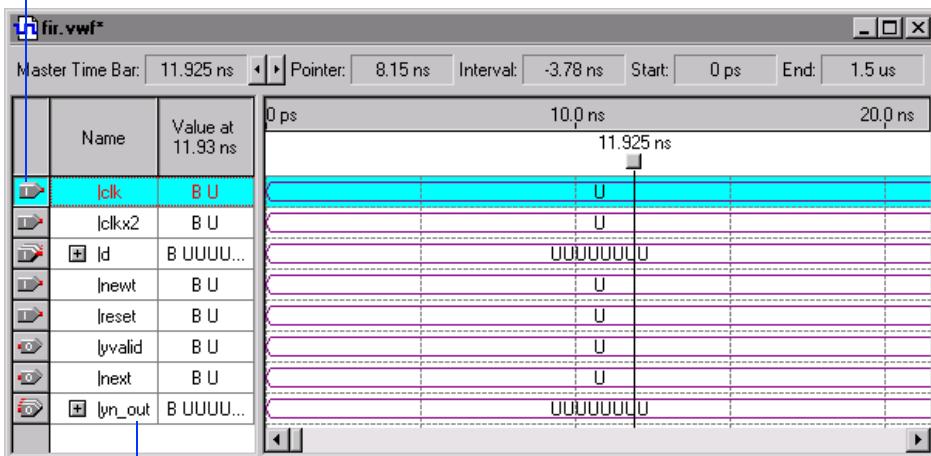 fir.vwf*
Master Time Bar: 11.925 ns Pointer: 8.15 ns Interval: -3.78 ns Start: 0 ps End: 1.5 us
Name Value at 11.93 ns 0 ps 10.0 ns 20.0 ns
11.925 ns
|clk B U U
|clkx2 B U U
|d B UUUU... UUUUUUUU
|newt B U U
|reset B U U
|yvalid B U U
|next B U U
|yn_out B UUUU... UUUUUUUU